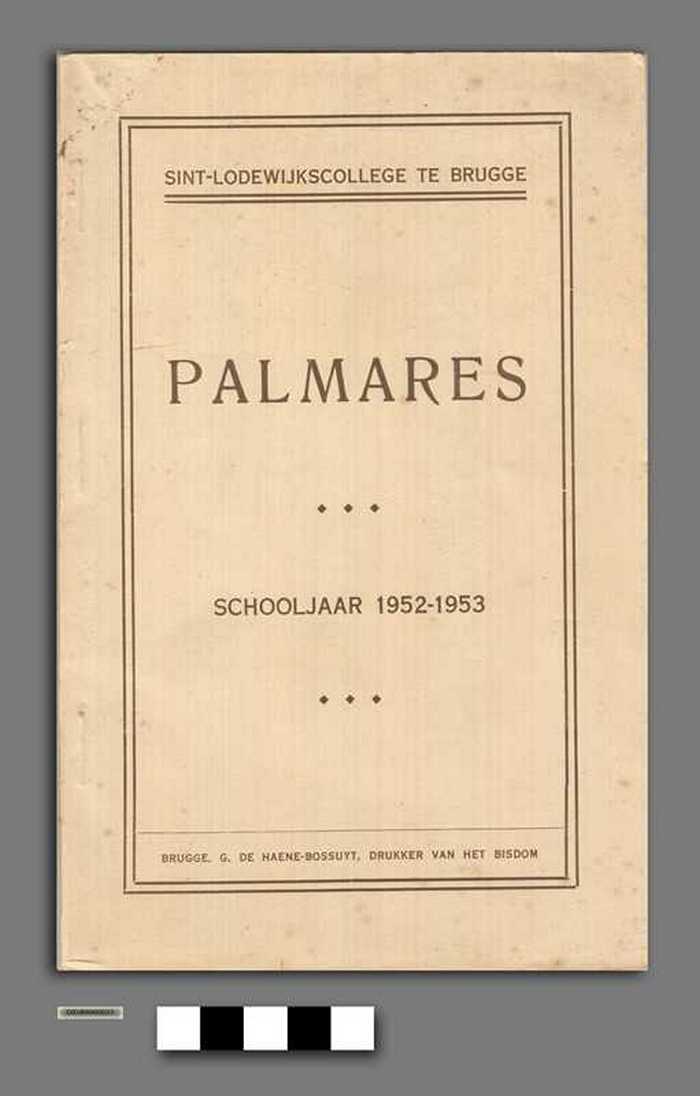 SINT-LODEWIJKSCOLLEGE TE BRUGGE
PALMARES
SCHOOLJAAR 1952-1953
BRUGGE, G. DE HAENE-BOSSUYT, DRUKKER VAN HET BISDOM